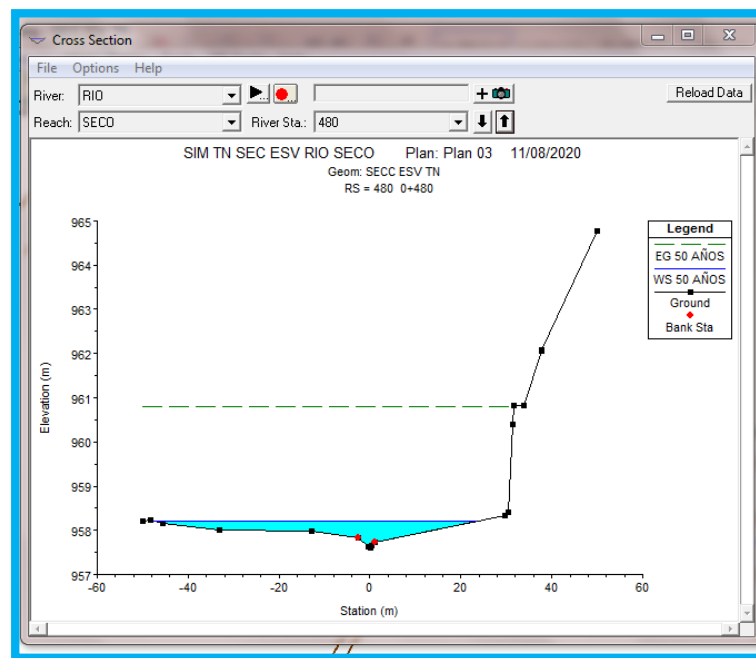 Cross Section
File Options Help
River: RIO Reload Data
Reach: SECO River Sta.: 480
SIM TN SEC ESV RIO SECO Plan: Plan 03 11/08/2020
Geom: SECC ESV TN
RS = 480 0+480
Legend
EG 50 AÑOS
WS 50 AÑOS
Ground
Bank Sta
Elevation (m)
965
964
963
962
961
960
959
958
957
-60 -40 -20 0 20 40 60
Station (m)